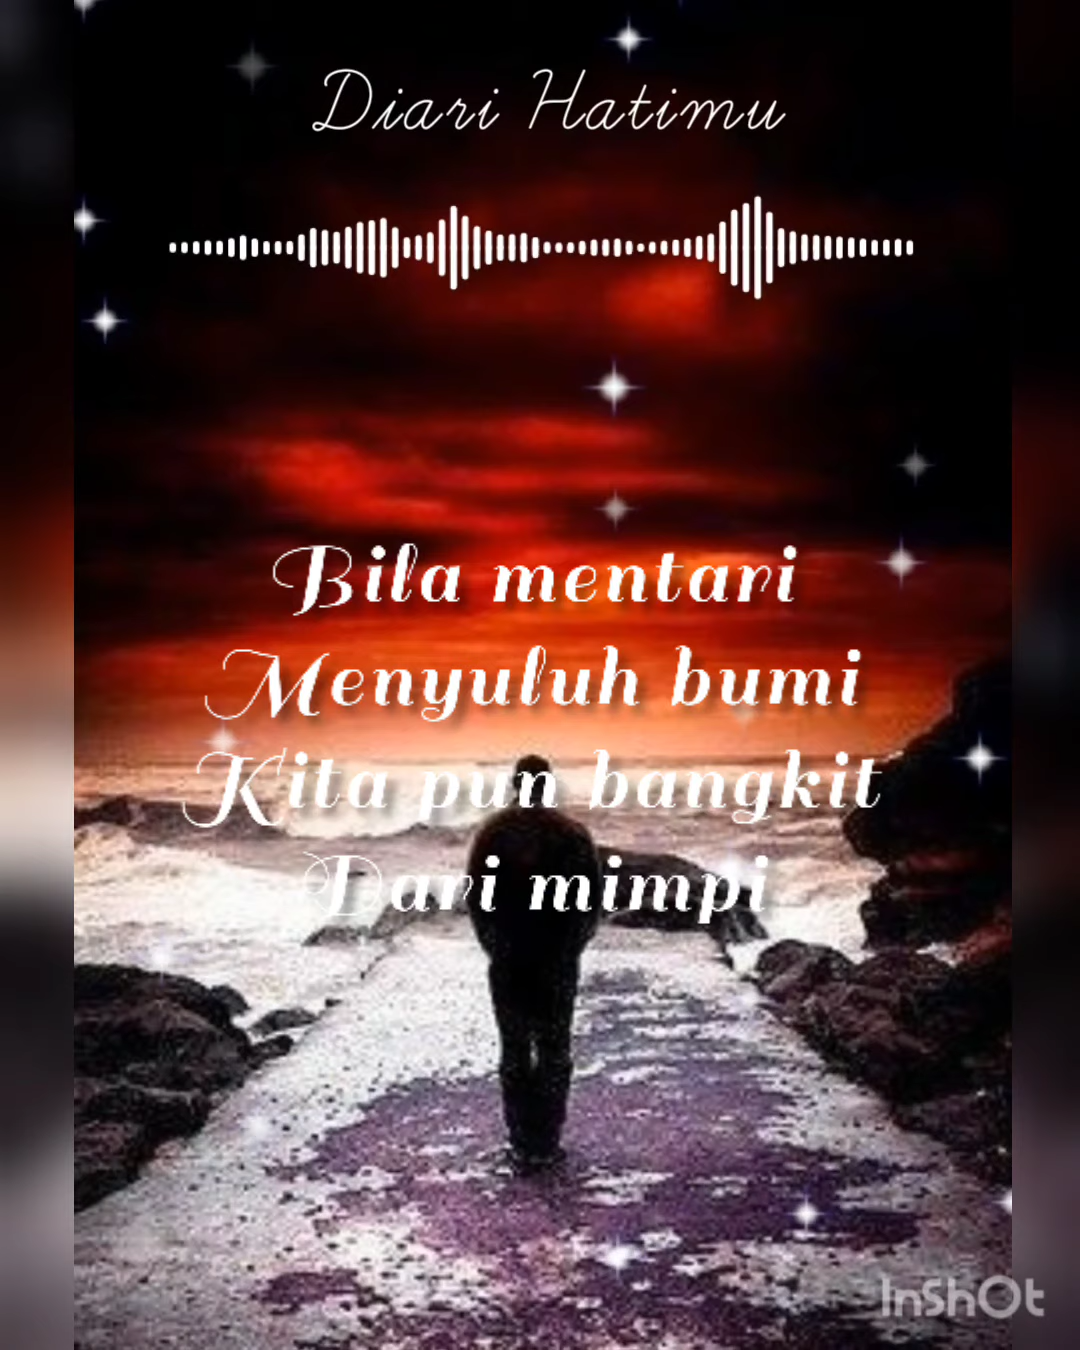 Diari Hatimu
Bila mentari
Menyuluh bumi
Kita pun bangkit
Dari mimpi
InShOt